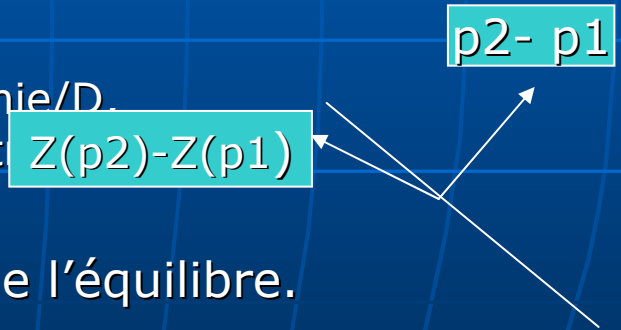 p2- p1
nie/D,
Z(p2)-Z(p1)
e l’équilibre.